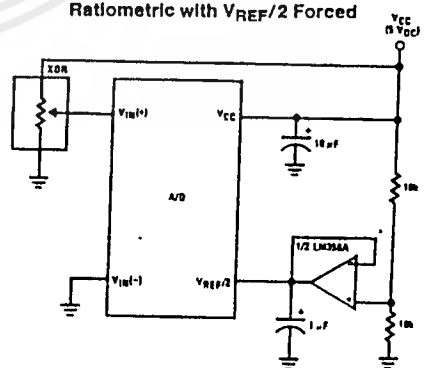 Ratiometric with VREF/2 Forced
VCC
(5 VDC)
XDR
VIN(+)
VCC
10 µF
10k
A/D
1/2 LM358A
VIN(-)
VREF/2
1 µF
10k